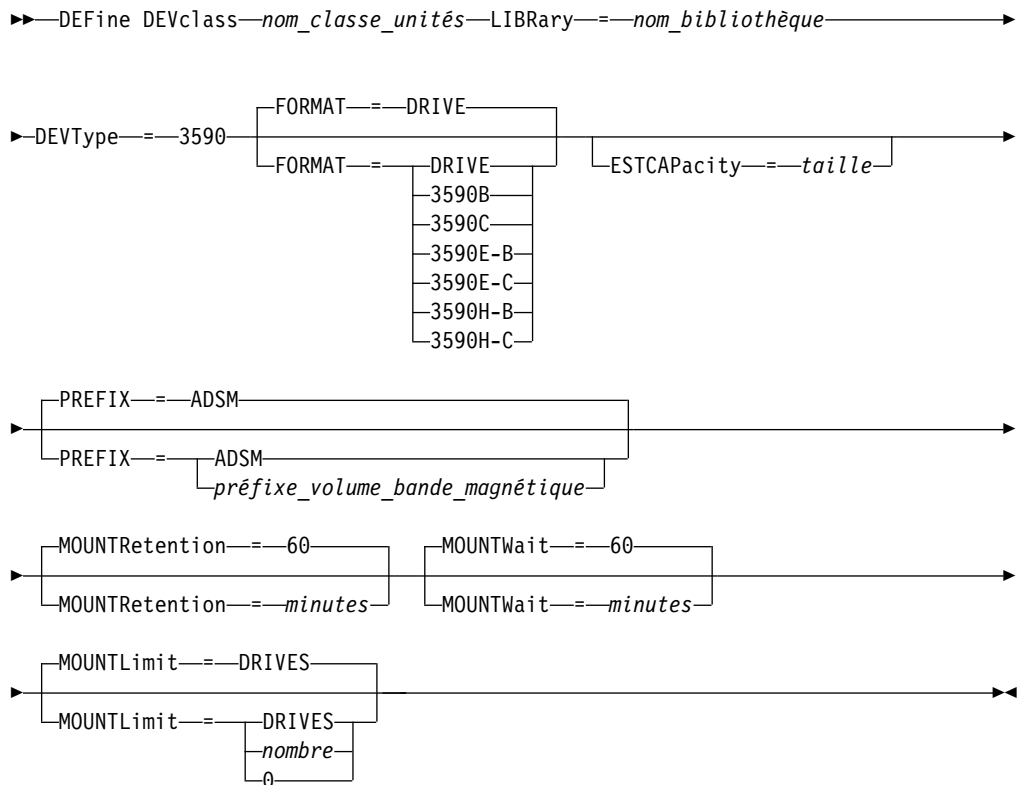 DEFine DEVclass nom_classe_unités LIBRary = nom_bibliothèque
FORMAT = DRIVE
DEVType = 3590
FORMAT = DRIVE
ESTCAPacity = taille
3590B
3590C
3590E-B
3590E-C
3590H-B
3590H-C
PREFIX = ADSM
PREFIX = ADSM
préfixe_volume_bande_magnétique
MOUNTRetention = 60 MOUNTWait = 60
MOUNTRetention = minutes MOUNTWait = minutes
MOUNTLimit = DRIVES
MOUNTLimit = DRIVES
nombre
0